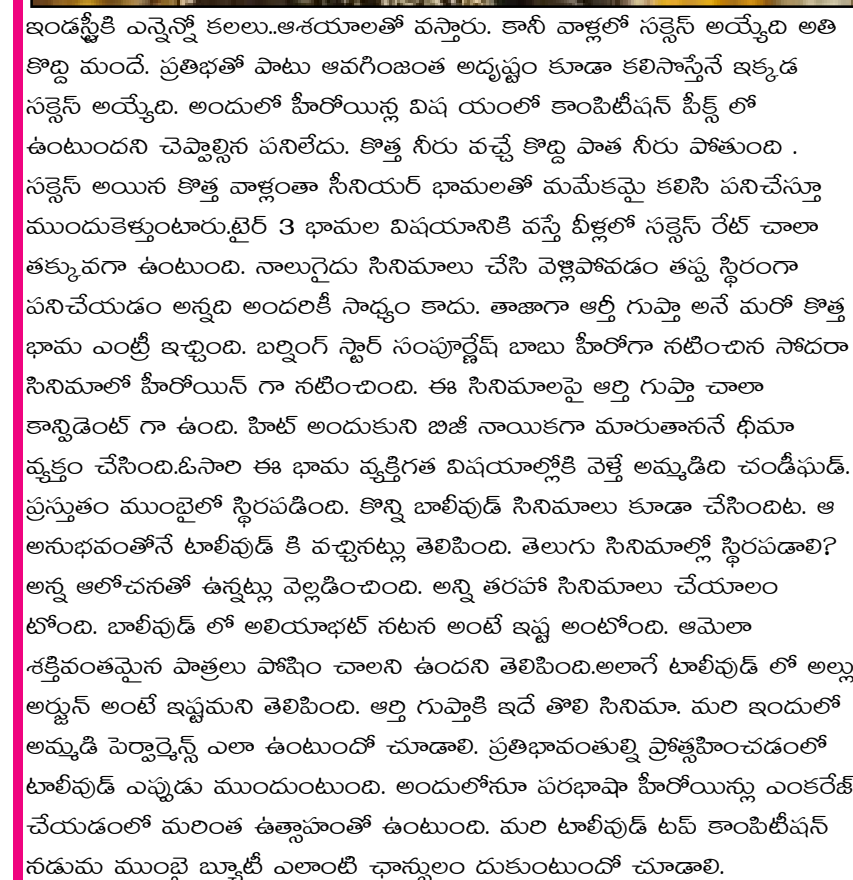 ఇండస్ట్రీకి ఎన్నెన్నో కలలు..ఆశయాలతో వస్తారు. కానీ వాళ్లలో సక్సెస్ అయ్యేది అతి
కొద్ది మందే. ప్రతిభతో పాటు ఆవగింజంత అదృష్టం కూడా కలిసొస్తేనే ఇక్కడ
సక్సెస్ అయ్యేది. అందులో హీరోయిన్ల విష యంలో కాంపిటీషన్ పీక్స్ లో
ఉంటుందని చెప్పాల్సిన పనిలేదు. కొత్త నీరు వచ్చే కొద్ది పాత నీరు పోతుంది .
సక్సెస్ అయిన కొత్త వాళ్లంతా సీనియర్ భామలతో మమేకమై కలిసి పనిచేస్తూ
ముందుకెళ్తుంటారు.టైర్ 3 భామల విషయానికి వస్తే వీళ్లలో సక్సెస్ రేట్ చాలా
తక్కువగా ఉంటుంది. నాలుగైదు సినిమాలు చేసి వెళ్లిపోవడం తప్ప స్థిరంగా
పనిచేయడం అన్నది అందరికీ సాధ్యం కాదు. తాజాగా ఆర్తీ గుప్తా అనే మరో కొత్త
భామ ఎంట్రీ ఇచ్చింది. బర్నింగ్ స్టార్ సంపూర్ణేష్ బాబు హీరోగా నటించిన సోదరా
సినిమాలో హీరోయిన్ గా నటించింది. ఈ సినిమాలపై ఆర్తి గుప్తా చాలా
కాన్ఫిడెంట్ గా ఉంది. హిట్ అందుకుని బిజీ నాయికగా మారుతాననే ధీమా
వ్యక్తం చేసింది.ఓసారి ఈ భామ వ్యక్తిగత విషయాల్లోకి వెళ్తే అమ్మడిది చండీఘడ్.
ప్రస్తుతం ముంబైలో స్థిరపడింది. కొన్ని బాలీవుడ్ సినిమాలు కూడా చేసిందిట. ఆ
అనుభవంతోనే టాలీవుడ్ కి వచ్చినట్లు తెలిపింది. తెలుగు సినిమాల్లో స్థిరపడాలి?
అన్న ఆలోచనతో ఉన్నట్లు వెల్లడించింది. అన్ని తరహా సినిమాలు చేయాలం
టోంది. బాలీవుడ్ లో అలియాభట్ నటన అంటే ఇష్ట అంటోంది. ఆమెలా
శక్తివంతమైన పాత్రలు పోషిం చాలని ఉందని తెలిపింది.అలాగే టాలీవుడ్ లో అల్లు
అర్జున్ అంటే ఇష్టమని తెలిపింది. ఆర్తి గుప్తాకి ఇదే తొలి సినిమా. మరి ఇందులో
అమ్మడి పెర్ఫార్మెన్స్ ఎలా ఉంటుందో చూడాలి. ప్రతిభావంతుల్ని ప్రోత్సహించడంలో
టాలీవుడ్ ఎప్పుడు ముందుంటుంది. అందులోనూ పరభాషా హీరోయిన్లు ఎంకరేజ్
చేయడంలో మరింత ఉత్సాహంతో ఉంటుంది. మరి టాలీవుడ్ టప్ కాంపిటీషన్
నడుమ ముంబై బ్యూటీ ఎలాంటి ఛాన్సులం దుకుంటుందో చూడాలి.